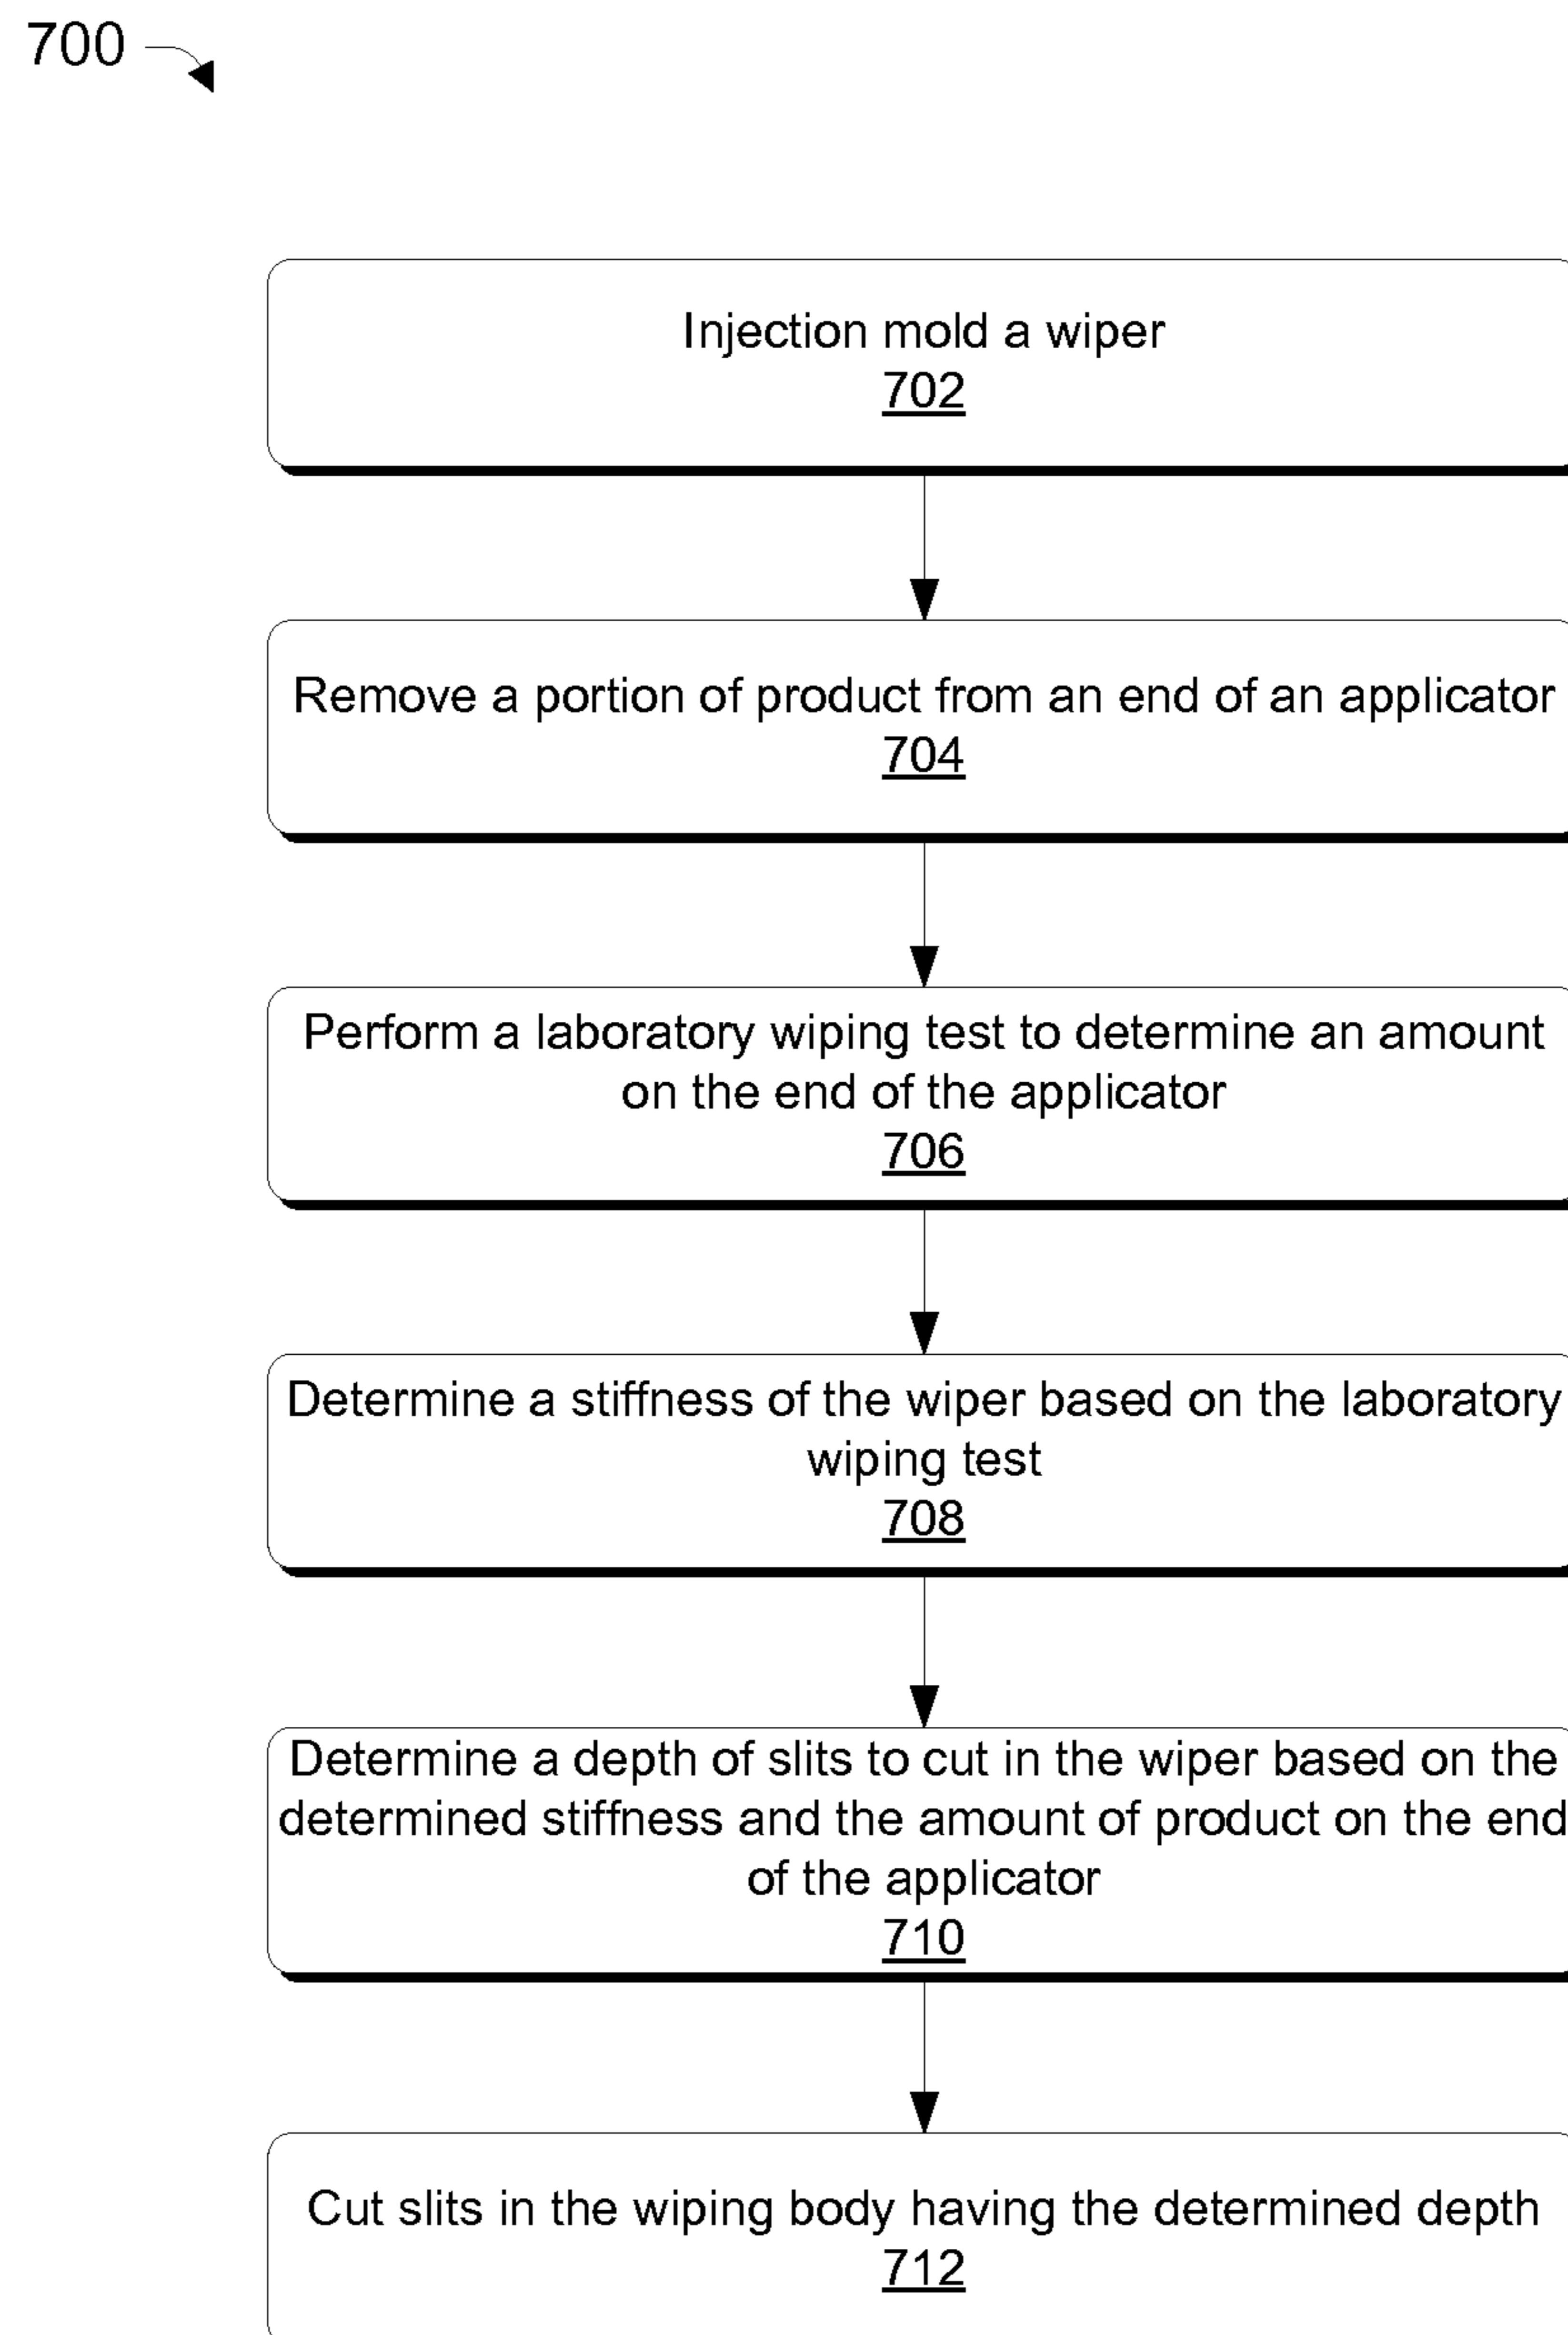 700
Injection mold a wiper
702
Remove a portion of product from an end of an applicator
704
Perform a laboratory wiping test to determine an amount
on the end of the applicator
706
Determine a stiffness of the wiper based on the laboratory
wiping test
708
Determine a depth of slits to cut in the wiper based on the
determined stiffness and the amount of product on the end
of the applicator
710
Cut slits in the wiping body having the determined depth
712